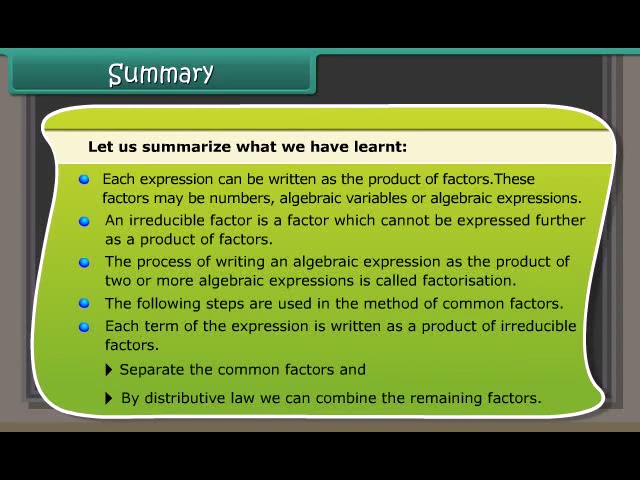 Summary
Let us summarize what we have learnt:
Each expression can be written as the product of factors.These
factors may be numbers, algebraic variables or algebraic expressions.
An irreducible factor is a factor which cannot be expressed further
as a product of factors.
The process of writing an algebraic expression as the product of
two or more algebraic expressions is called factorisation.
The following steps are used in the method of common factors.
Each term of the expression is written as a product of irreducible
factors.
Separate the common factors and
By distributive law we can combine the remaining factors.